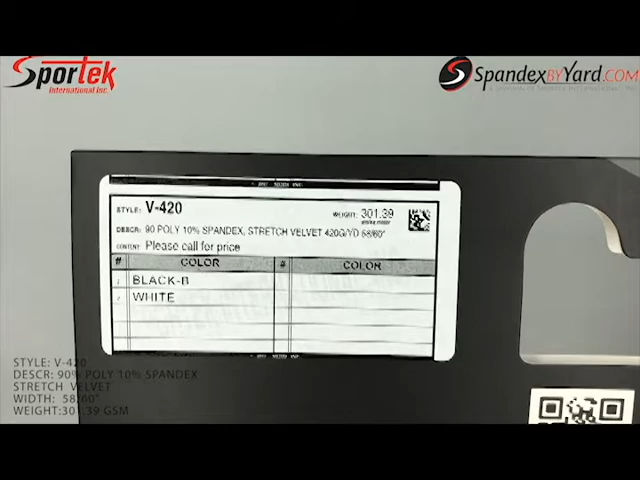 Sportek
International Inc.
SpandexByYard.COM
STYLE: V-420
WEIGHT: 301.39
DESCR: 90 POLY 10% SPANDEX, STRETCH VELVET 420G/YD 58/60"
CONTENT: Please call for price
# COLOR # COLOR
1 BLACK-B
2 WHITE
STYLE: V-420
DESCR: 90% POLY 10% SPANDEX
STRETCH VELVET
WIDTH: 58/60"
WEIGHT:301.39 GSM